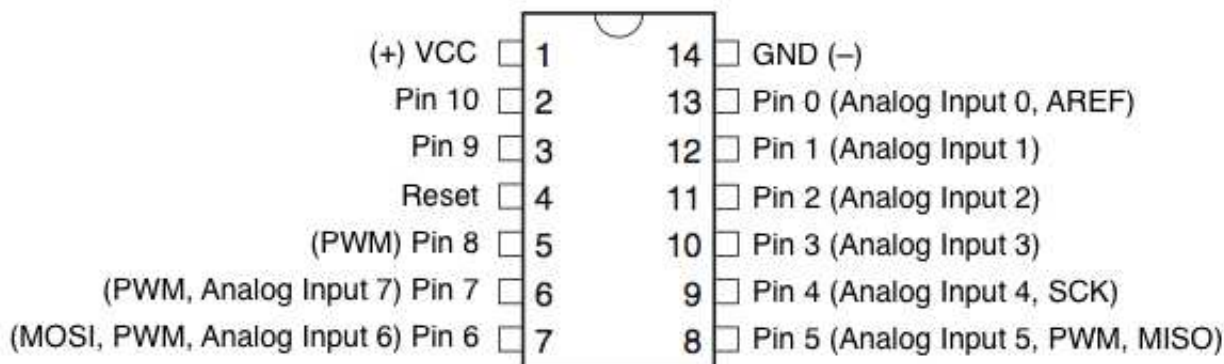 (+) VCC 1 14 GND (–)
Pin 10 2 13 Pin 0 (Analog Input 0, AREF)
Pin 9 3 12 Pin 1 (Analog Input 1)
Reset 4 11 Pin 2 (Analog Input 2)
(PWM) Pin 8 5 10 Pin 3 (Analog Input 3)
(PWM, Analog Input 7) Pin 7 6 9 Pin 4 (Analog Input 4, SCK)
(MOSI, PWM, Analog Input 6) Pin 6 7 8 Pin 5 (Analog Input 5, PWM, MISO)